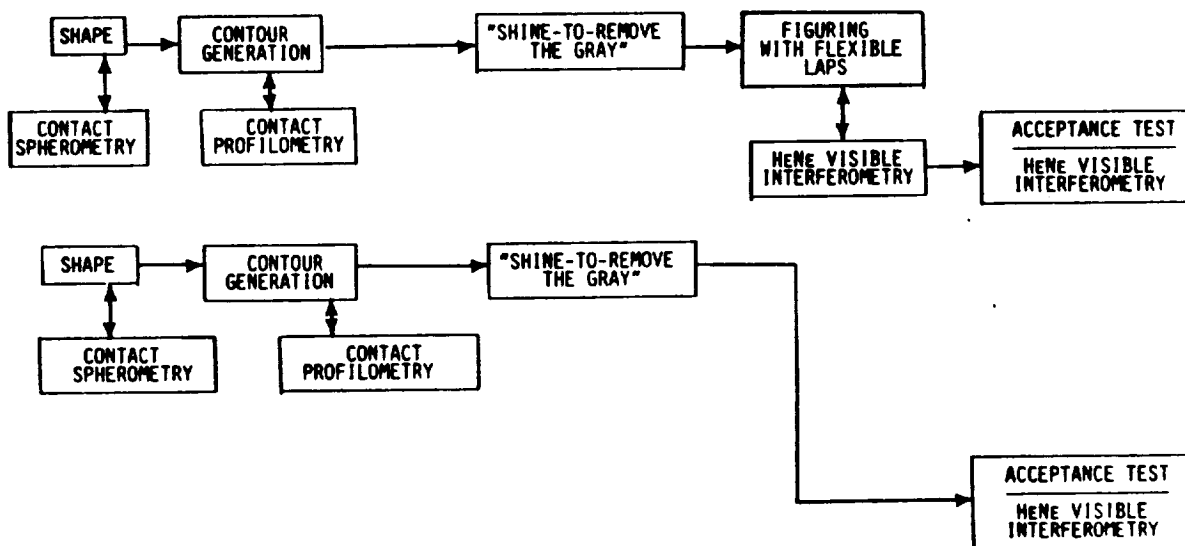 SHAPE
CONTOUR
GENERATION
"SHINE-TO-REMOVE
THE GRAY"
FIGURING
WITH FLEXIBLE
LAPS
CONTACT
SPHEROMETRY
CONTACT
PROFILOMETRY
HeNe VISIBLE
INTERFEROMETRY
ACCEPTANCE TEST
HeNe VISIBLE
INTERFEROMETRY
SHAPE
CONTOUR
GENERATION
"SHINE-TO-REMOVE
THE GRAY"
CONTACT
SPHEROMETRY
CONTACT
PROFILOMETRY
ACCEPTANCE TEST
HeNe VISIBLE
INTERFEROMETRY